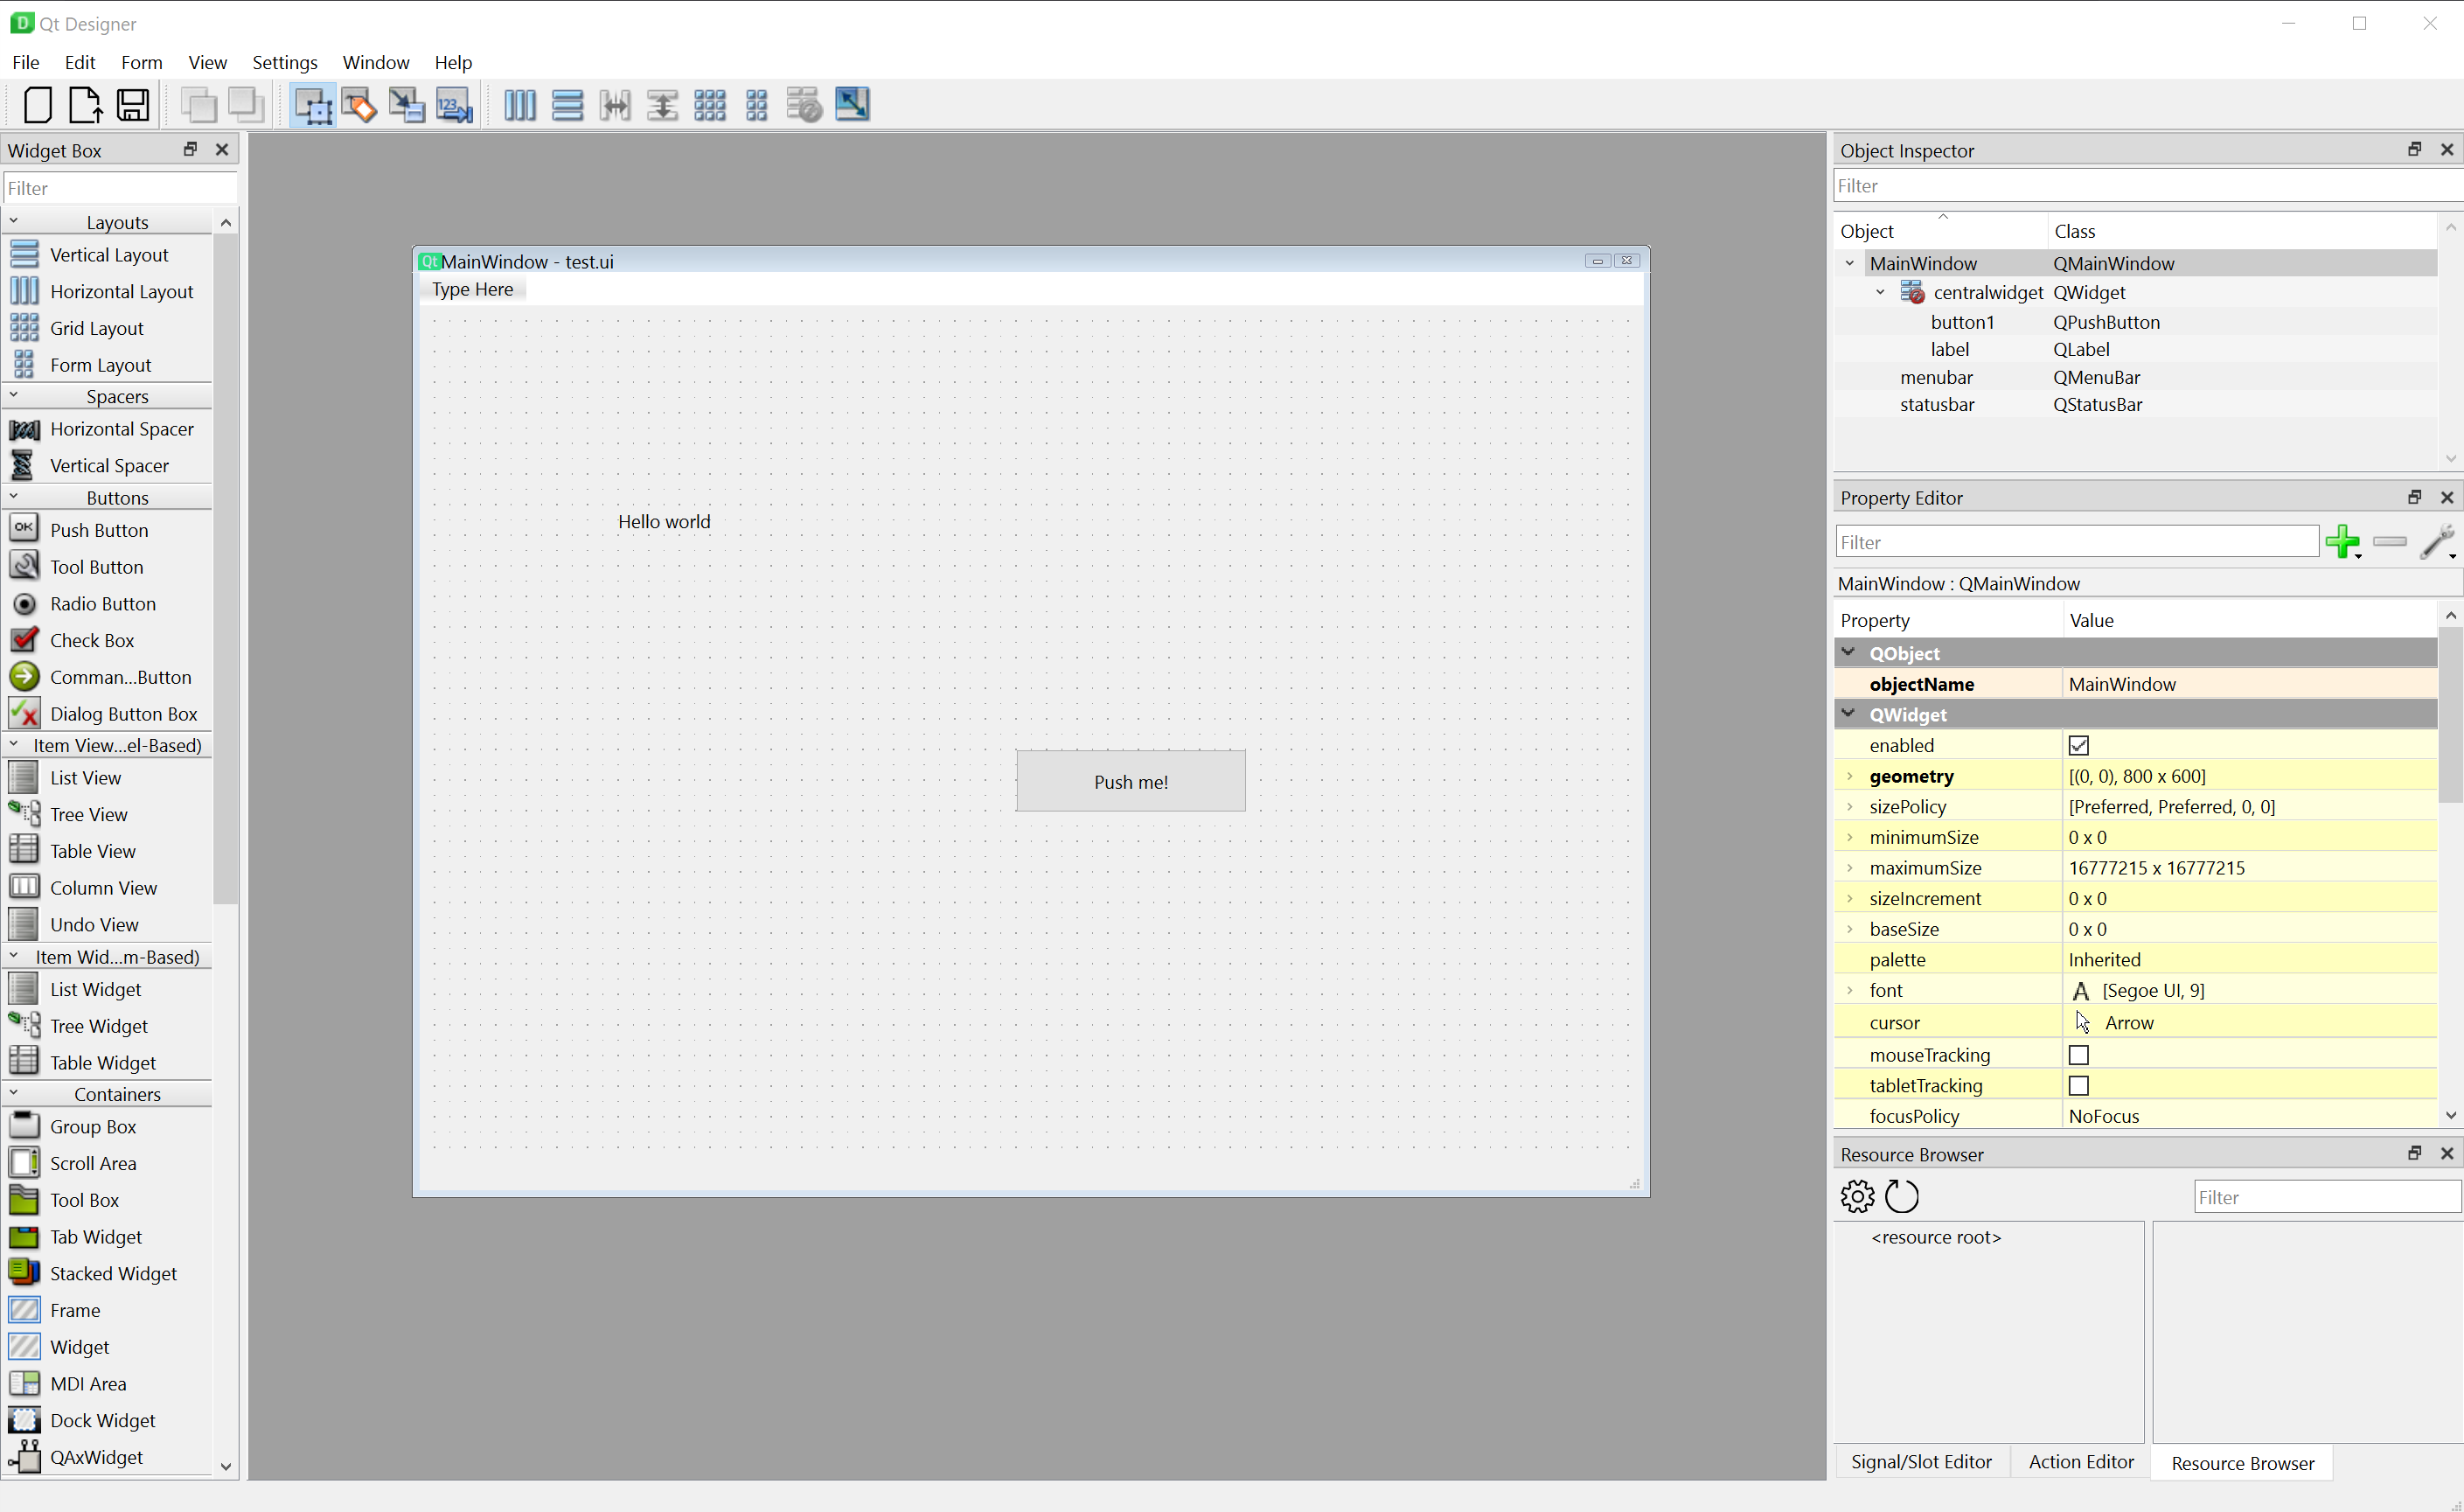 Qt Designer
File Edit Form View Settings Window Help
Widget Box
Filter
Layouts
Vertical Layout
Horizontal Layout
Grid Layout
Form Layout
Spacers
Horizontal Spacer
Vertical Spacer
Buttons
OK Push Button
Tool Button
Radio Button
Check Box
Comman...Button
Dialog Button Box
Item View...el-Based)
List View
Tree View
Table View
Column View
Undo View
Item Wid...m-Based)
List Widget
Tree Widget
Table Widget
Containers
Group Box
Scroll Area
Tool Box
Tab Widget
Stacked Widget
Frame
Widget
MDI Area
Dock Widget
QAxWidget
Qt MainWindow - test.ui
Type Here
Hello world
Push me!
Object Inspector
Filter
Object Class
MainWindow QMainWindow
centralwidget QWidget
button1 QPushButton
label QLabel
menubar QMenuBar
statusbar QStatusBar
Property Editor
Filter
MainWindow : QMainWindow
Property Value
QObject
objectName MainWindow
QWidget
enabled
geometry [(0, 0), 800 x 600]
sizePolicy [Preferred, Preferred, 0, 0]
minimumSize 0 x 0
maximumSize 16777215 x 16777215
sizeIncrement 0 x 0
baseSize 0 x 0
palette Inherited
font A [Segoe UI, 9]
cursor Arrow
mouseTracking
tabletTracking
focusPolicy NoFocus
Resource Browser
Filter
<resource root>
Signal/Slot Editor Action Editor Resource Browser